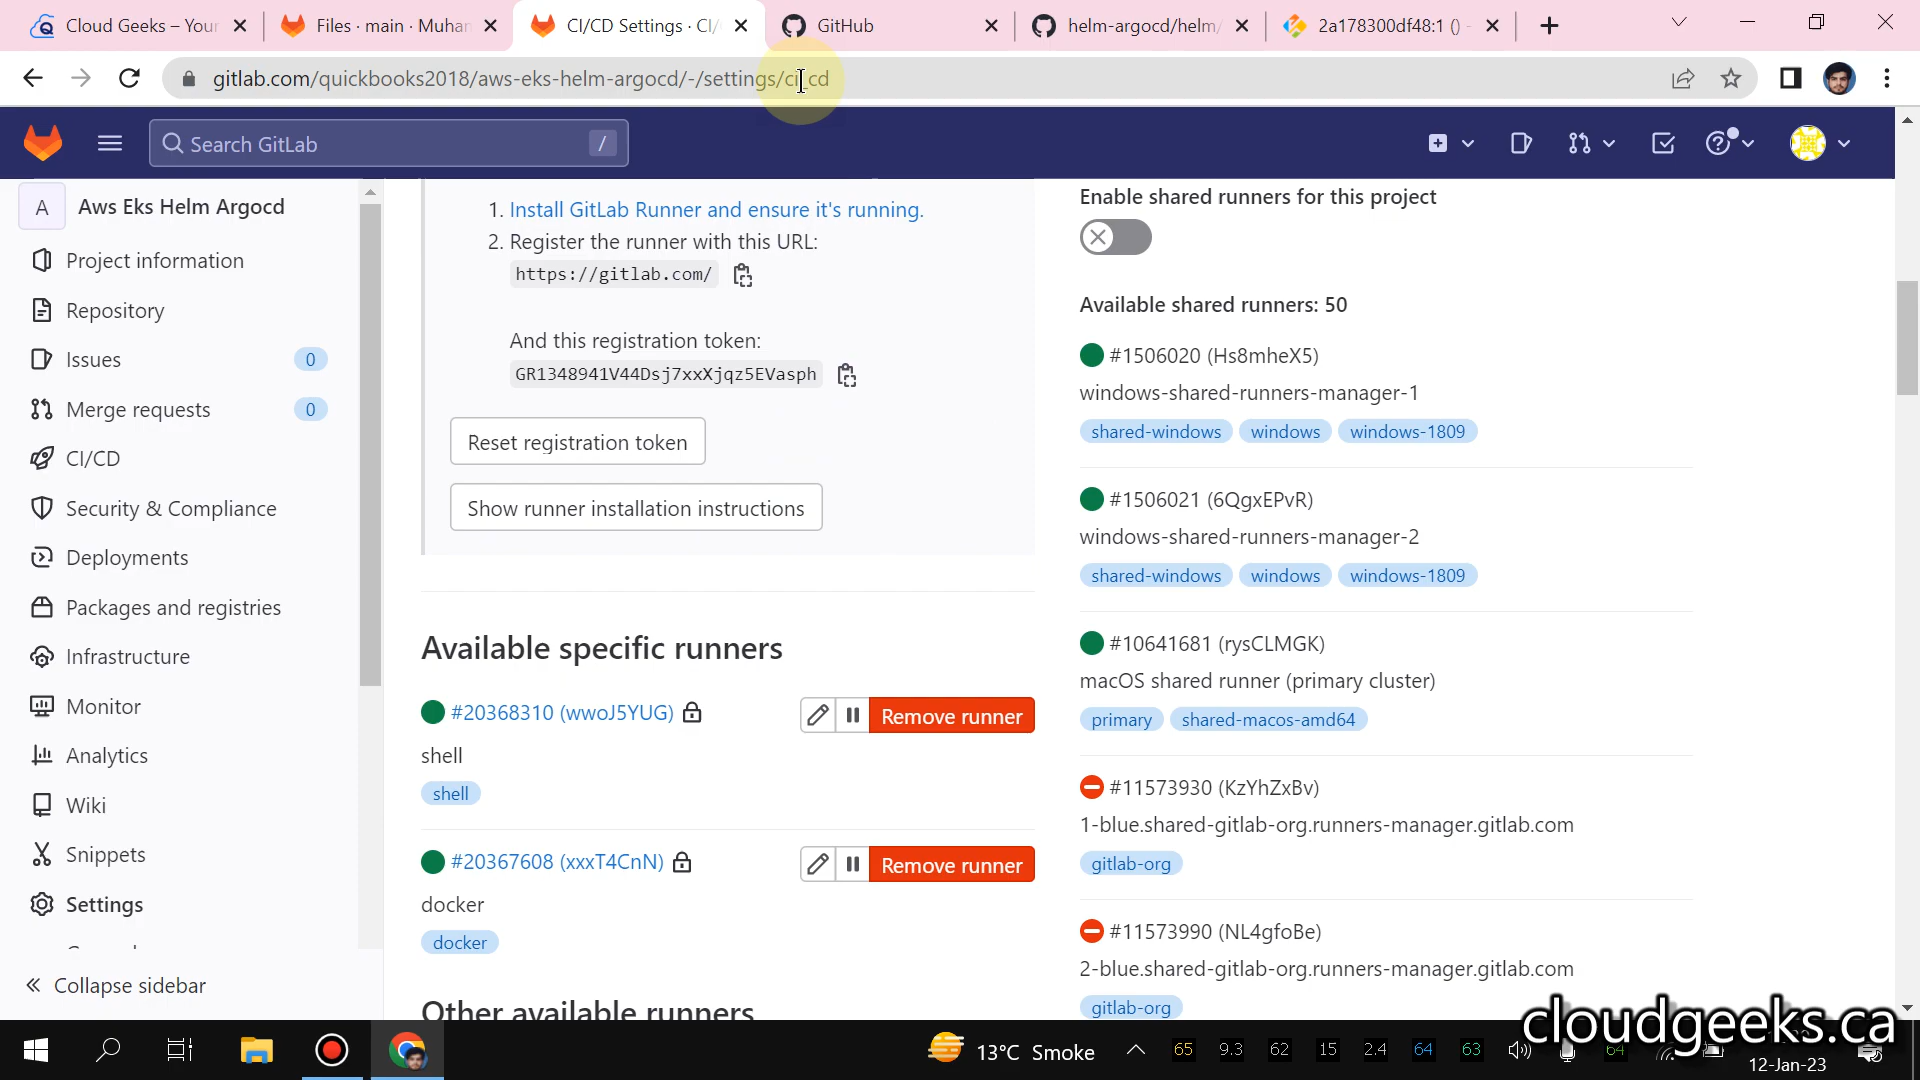 Cloud Geeks – Your
Files · main · Muhan
CI/CD Settings · CI/
GitHub
helm-argocd/helm/
2a178300df48:1 () -
gitlab.com/quickbooks2018/aws-eks-helm-argocd/-/settings/ci_cd
Search GitLab
/
A
Aws Eks Helm Argocd
Project information
Repository
Issues
0
Merge requests
0
CI/CD
Security & Compliance
Deployments
Packages and registries
Infrastructure
Monitor
Analytics
Wiki
Snippets
Settings
Collapse sidebar
1. Install GitLab Runner and ensure it's running.
2. Register the runner with this URL:
https://gitlab.com/
And this registration token:
GR1348941V44Dsj7xxXjqz5EVasph
Reset registration token
Show runner installation instructions
Available specific runners
#20368310 (wwoJ5YUG)
Remove runner
shell
shell
#20367608 (xxxT4CnN)
Remove runner
docker
docker
Other available runners
Enable shared runners for this project
Available shared runners: 50
#1506020 (Hs8mheX5)
windows-shared-runners-manager-1
shared-windows windows windows-1809
#1506021 (6QgxEPvR)
windows-shared-runners-manager-2
shared-windows windows windows-1809
#10641681 (rysCLMGK)
macOS shared runner (primary cluster)
primary shared-macos-amd64
#11573930 (KzYhZxBv)
1-blue.shared-gitlab-org.runners-manager.gitlab.com
gitlab-org
#11573990 (NL4gfoBe)
2-blue.shared-gitlab-org.runners-manager.gitlab.com
gitlab-org
cloudgeeks.ca
13°C Smoke
65 9.3 62 15 2.4 64 63 64
12-Jan-23